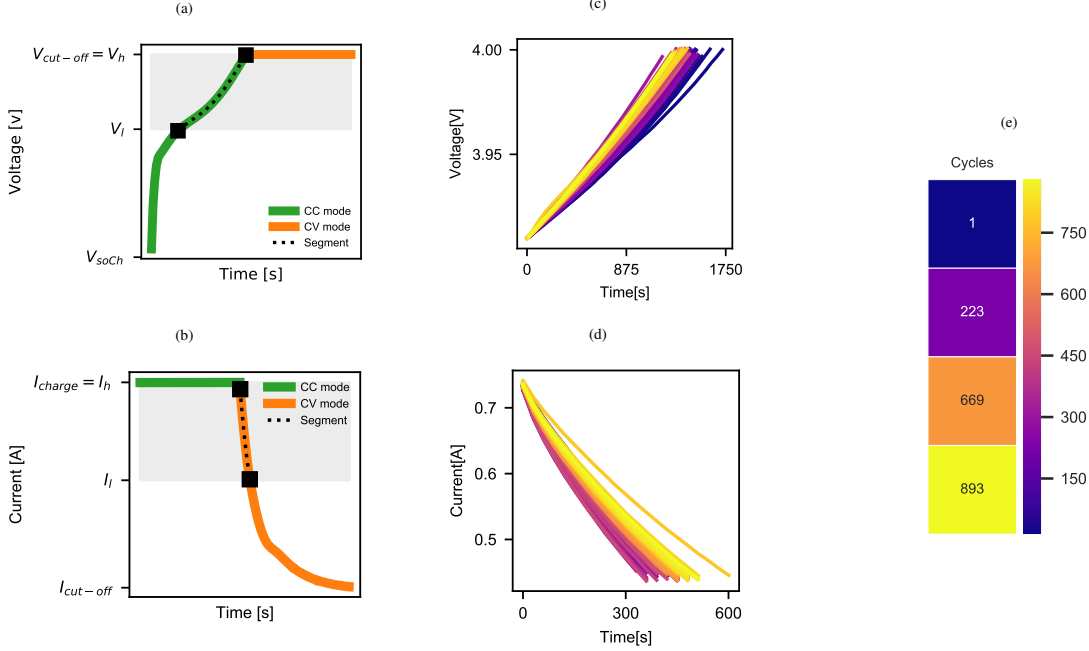 (a)
V_cut−off = V_h
V_l
V_soCh
Voltage [v]
CC mode
CV mode
Segment
Time [s]
(b)
I_charge = I_h
I_l
I_cut−off
Current [A]
CC mode
CV mode
Segment
Time [s]
(c)
4.00
3.95
Voltage[V]
0 875 1750
Time[s]
(d)
0.7
0.6
0.5
Current[A]
0 300 600
Time[s]
(e)
Cycles
1
223
669
893
750
600
450
300
150